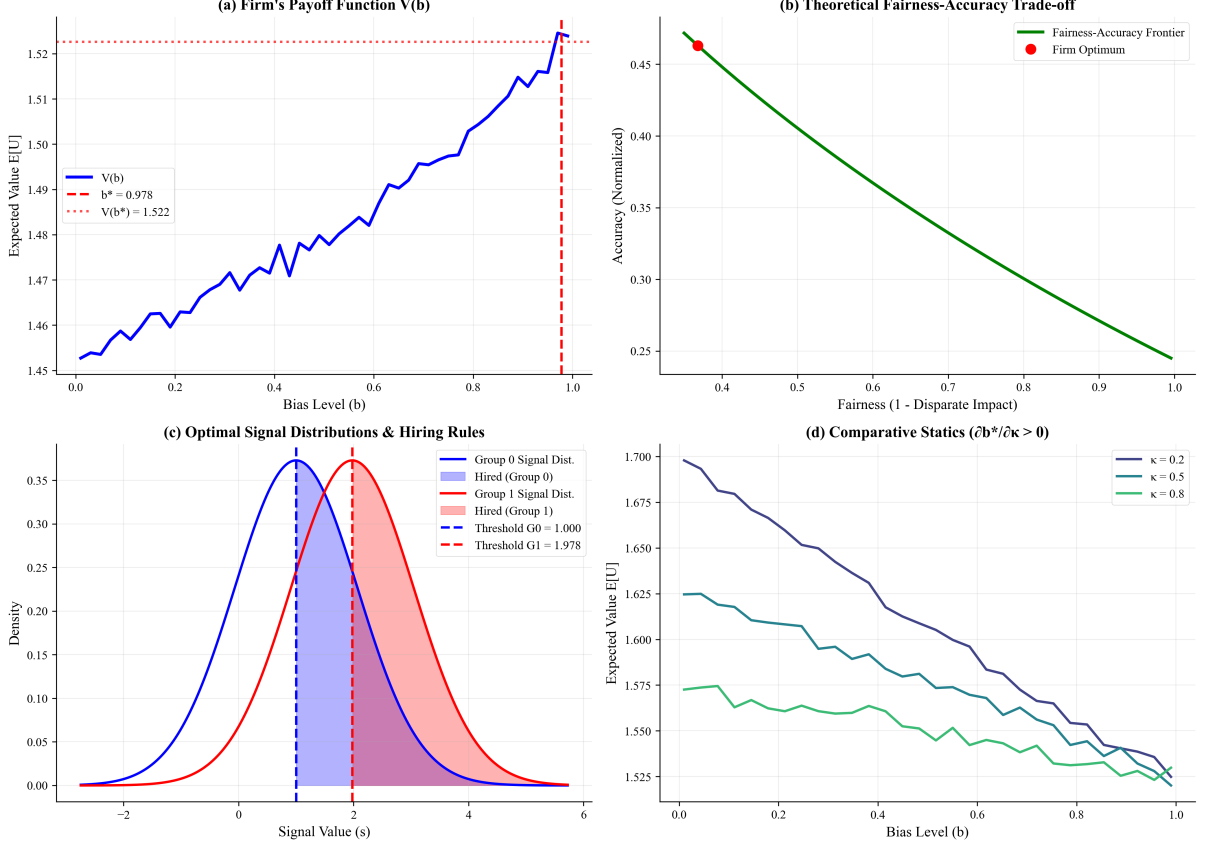 (a) Firm's Payoff Function V(b)
Expected Value E[U]
1.52
1.51
1.50
1.49
1.48
1.47
1.46
1.45
V(b)
b* = 0.978
V(b*) = 1.522
0.0
0.2
0.4
0.6
0.8
1.0
Bias Level (b)
(b) Theoretical Fairness-Accuracy Trade-off
Accuracy (Normalized)
0.45
0.40
0.35
0.30
0.25
Fairness-Accuracy Frontier
Firm Optimum
0.4
0.5
0.6
0.7
0.8
0.9
1.0
Fairness (1 - Disparate Impact)
(c) Optimal Signal Distributions & Hiring Rules
Density
0.35
0.30
0.25
0.20
0.15
0.10
0.05
0.00
Group 0 Signal Dist.
Hired (Group 0)
Group 1 Signal Dist.
Hired (Group 1)
Threshold G0 = 1.000
Threshold G1 = 1.978
−2
0
2
4
6
Signal Value (s)
(d) Comparative Statics (∂b*/∂κ > 0)
Expected Value E[U]
1.700
1.675
1.650
1.625
1.600
1.575
1.550
1.525
κ = 0.2
κ = 0.5
κ = 0.8
0.0
0.2
0.4
0.6
0.8
1.0
Bias Level (b)